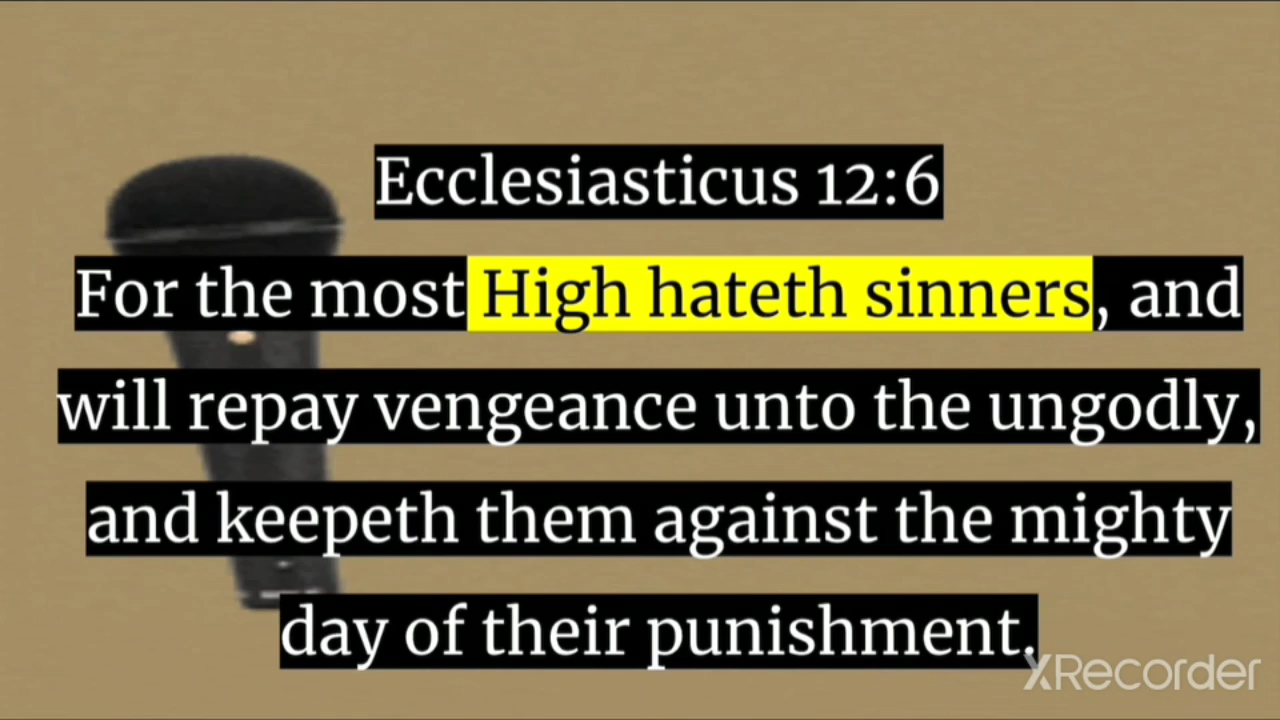 Ecclesiasticus 12:6
For the most High hateth sinners, and
will repay vengeance unto the ungodly,
and keepeth them against the mighty
day of their punishment.
XRecorder